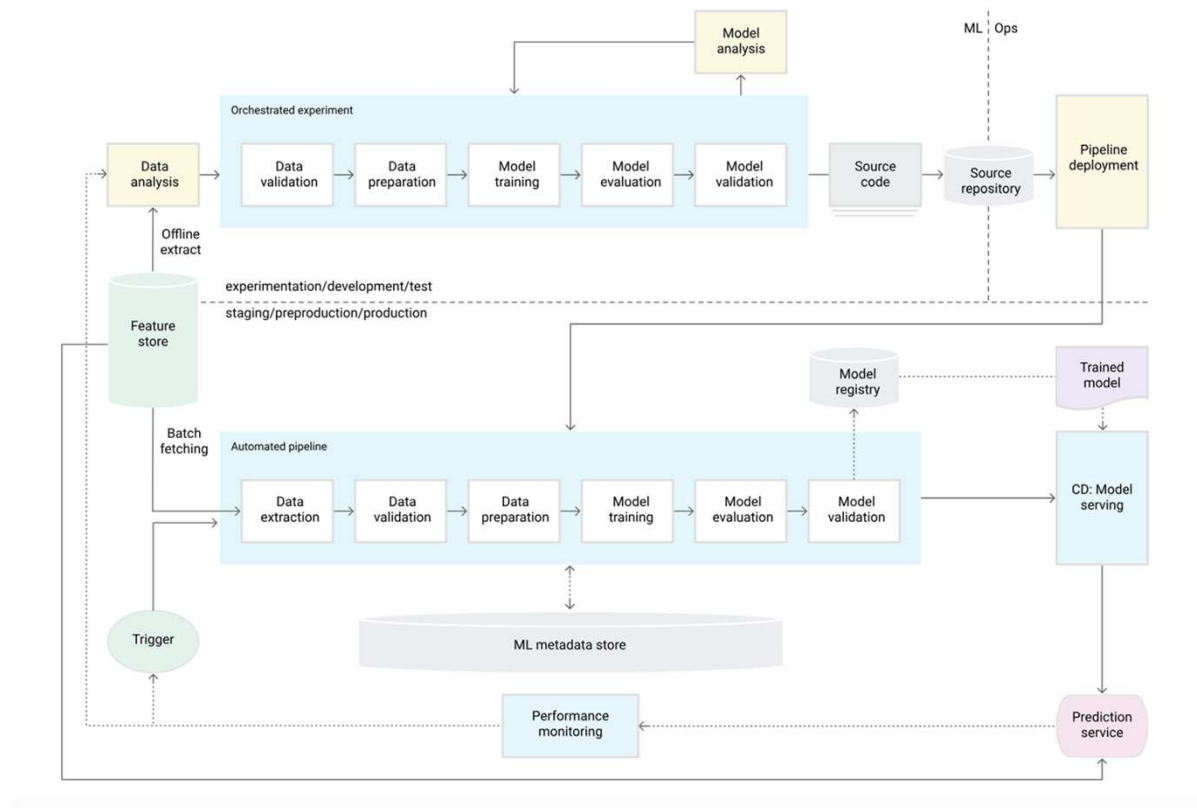 ML
Ops
Model
analysis
Orchestrated experiment
Data
analysis
Data
validation
Data
preparation
Model
training
Model
evaluation
Model
validation
Source
code
Source
repository
Pipeline
deployment
Offline
extract
experimentation/development/test
staging/preproduction/production
Feature
store
Model
registry
Trained
model
Batch
fetching
Automated pipeline
Data
extraction
Data
validation
Data
preparation
Model
training
Model
evaluation
Model
validation
CD: Model
serving
Trigger
ML metadata store
Performance
monitoring
Prediction
service